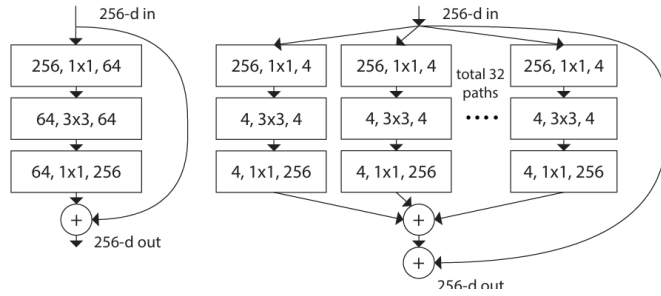 256-d in
256, 1x1, 64
64, 3x3, 64
64, 1x1, 256
+
256-d out
256-d in
256, 1x1, 4
256, 1x1, 4
total 32
paths
256, 1x1, 4
4, 3x3, 4
4, 3x3, 4
....
4, 3x3, 4
4, 1x1, 256
4, 1x1, 256
4, 1x1, 256
+
+
256-d out